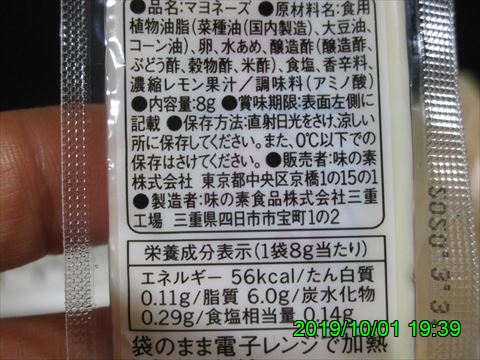 ●品名:マヨネーズ ●原材料名:食用
植物油脂(菜種油(国内製造)、大豆油、
コーン油)、卵、水あめ、醸造酢(醸造酢、
ぶどう酢、穀物酢、米酢)、食塩、香辛料、
濃縮レモン果汁/調味料(アミノ酸)
●内容量:8g ●賞味期限:表面左側に
記載 ●保存方法:直射日光をさけ、涼しい
所に保存してください。また、0℃以下での
保存はさけてください。●販売者:味の素
株式会社 東京都中央区京橋1の15の1
●製造者:味の素食品株式会社三重
工場 三重県四日市市宝町1の2
栄養成分表示(1袋8g当たり)
エネルギー 56kcal/たん白質
0.11g/脂質 6.0g/炭水化物
0.29g/食塩相当量 0.14g
袋のまま電子レンジで加熱
2020.3.3
2019/10/01 19:39